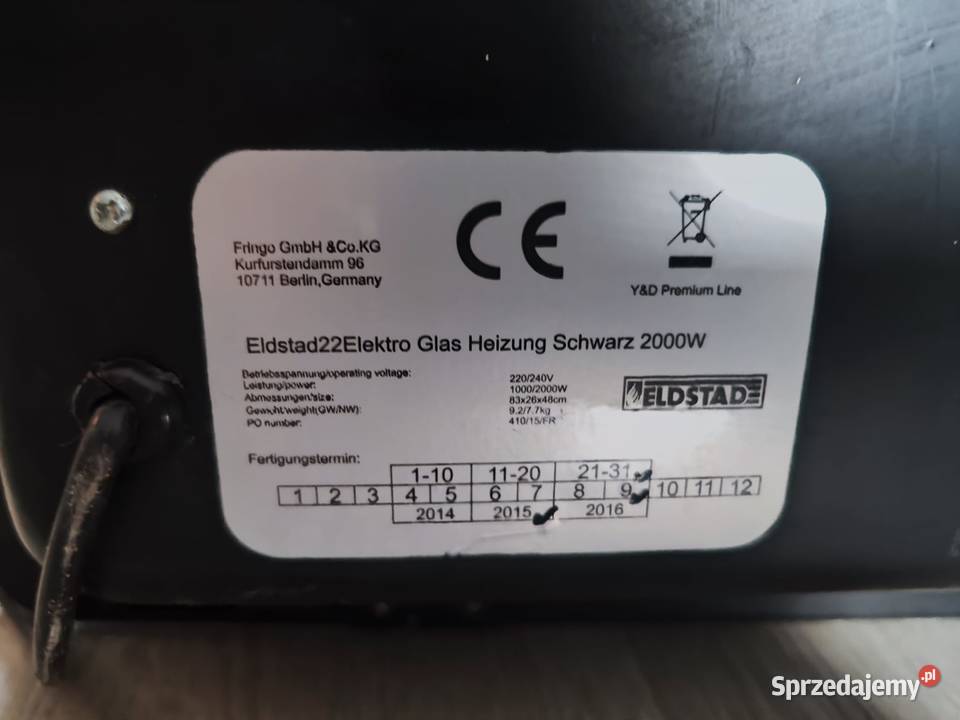 Fringo GmbH &Co.KG
Kurfurstendamm 96
10711 Berlin,Germany
CE
Y&D Premium Line
Eldstad22Elektro Glas Heizung Schwarz 2000W
Betriebsspannung/operating voltage: 220/240V
Leistung/power: 1000/2000W
Abmessungen/size: 83x26x48cm
Gewicht/weight(GW/NW): 9.2/7.7kg
PO number: 410/15/FR
ELDSTAD
Fertigungstermin:
1-10 11-20 21-31
1 2 3 4 5 6 7 8 9 10 11 12
2014 2015 2016
Sprzedajemy.pl